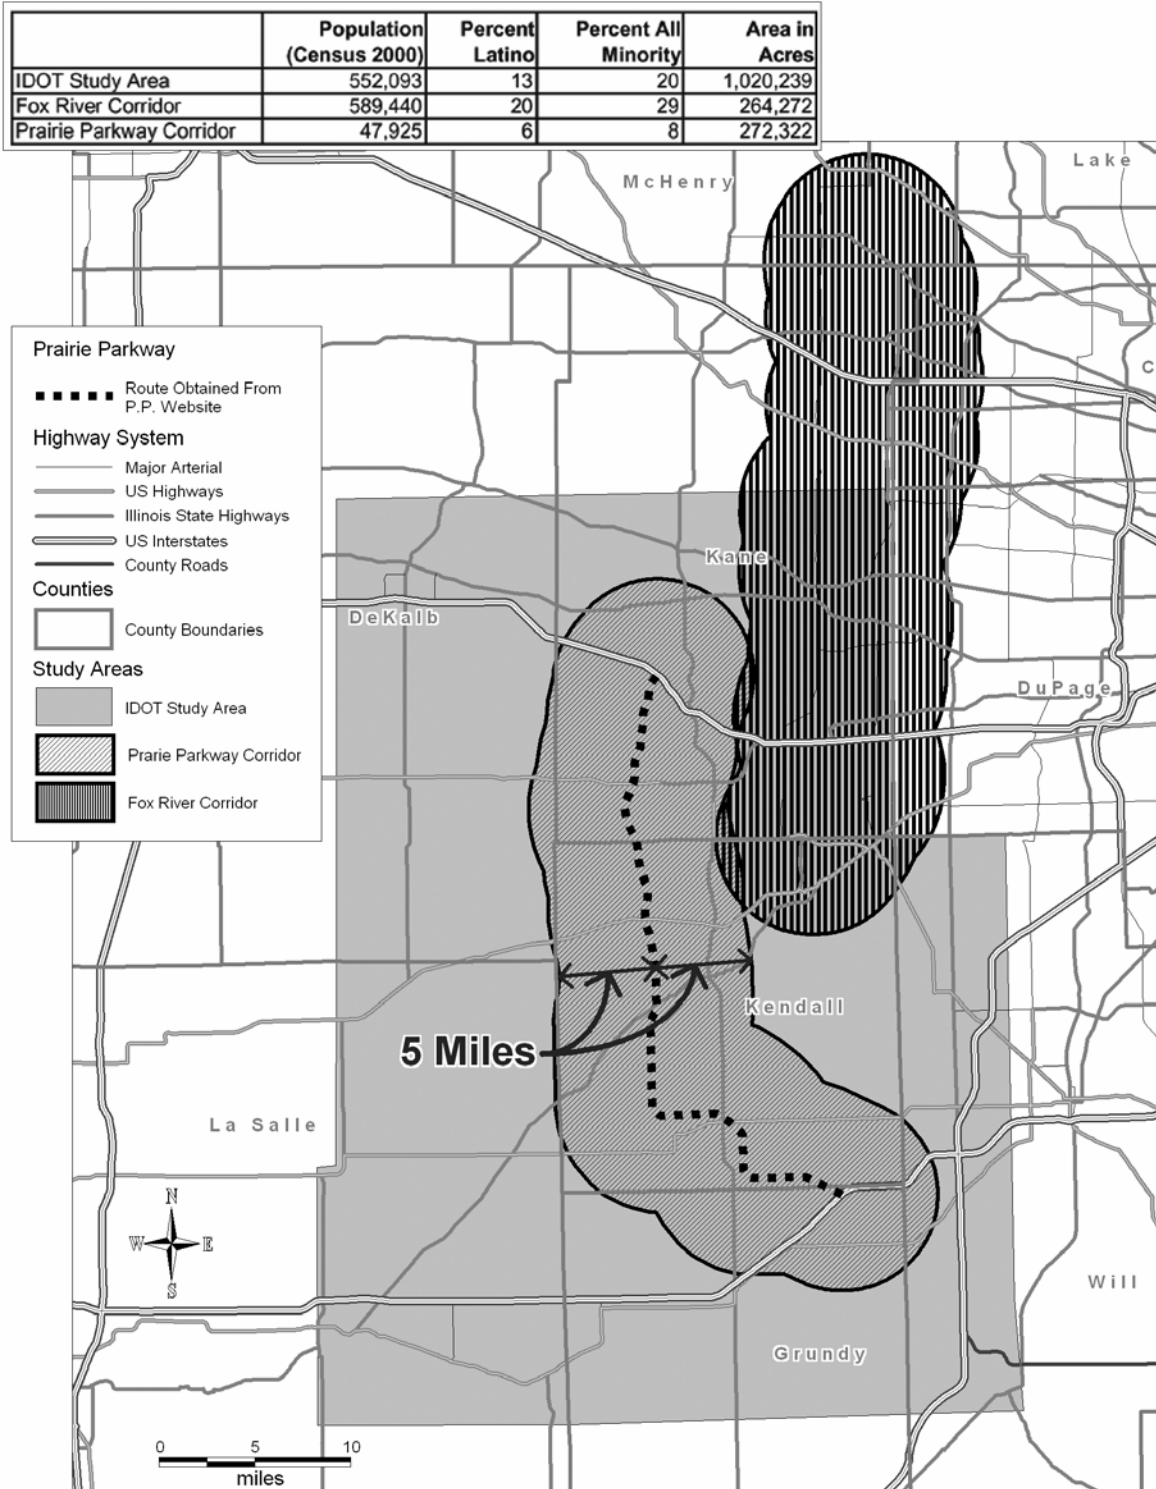 Population Percent Percent All Area in
(Census 2000) Latino Minority Acres
IDOT Study Area 552,093 13 20 1,020,239
Fox River Corridor 589,440 20 29 264,272
Prairie Parkway Corridor 47,925 6 8 272,322
Lake
McHenry
C
Prairie Parkway
Route Obtained From
P.P. Website
Highway System
Major Arterial
US Highways
Illinois State Highways
US Interstates
County Roads
Counties
County Boundaries
Study Areas
IDOT Study Area
Prarie Parkway Corridor
Fox River Corridor
Kane
DeKalb
DuPage
Kendall
5 Miles
La Salle
N
W E
S
Will
Grundy
0 5 10
miles